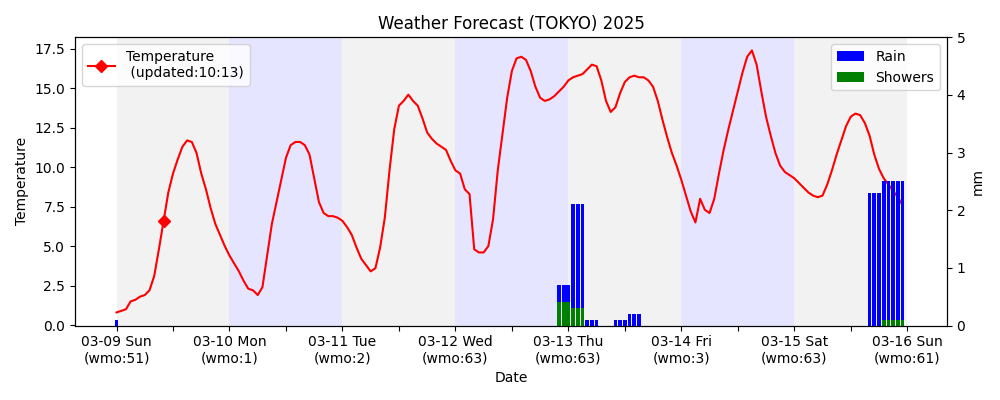 Weather Forecast (TOKYO) 2025
Temperature
(updated:10:13)
Rain
Showers
17.5
15.0
12.5
10.0
7.5
5.0
2.5
0.0
Temperature
5
4
3
2
1
0
mm
03-09 Sun
(wmo:51)
03-10 Mon
(wmo:1)
03-11 Tue
(wmo:2)
03-12 Wed
(wmo:63)
03-13 Thu
(wmo:63)
03-14 Fri
(wmo:3)
03-15 Sat
(wmo:63)
03-16 Sun
(wmo:61)
Date